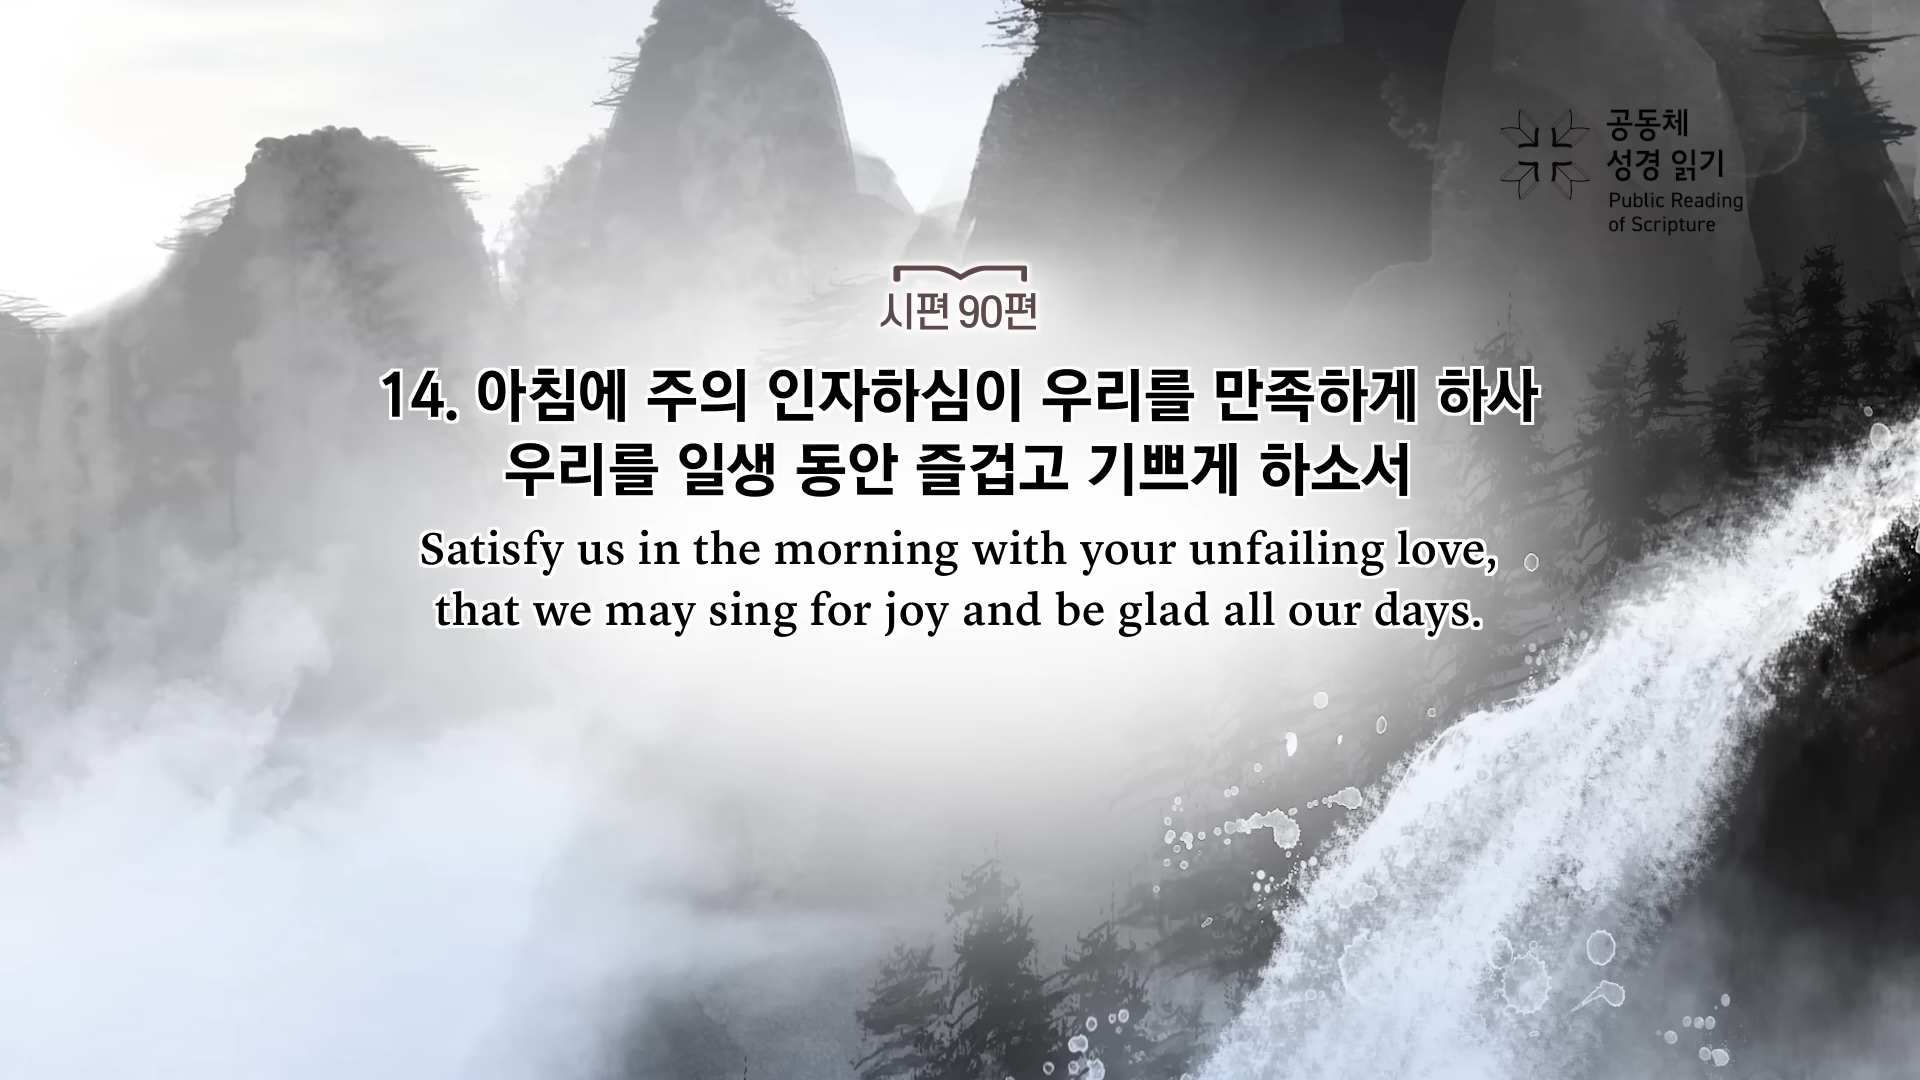 공동체
성경 읽기
Public Reading
of Scripture
시편 90편
14. 아침에 주의 인자하심이 우리를 만족하게 하사
우리를 일생 동안 즐겁고 기쁘게 하소서
Satisfy us in the morning with your unfailing love,
that we may sing for joy and be glad all our days.